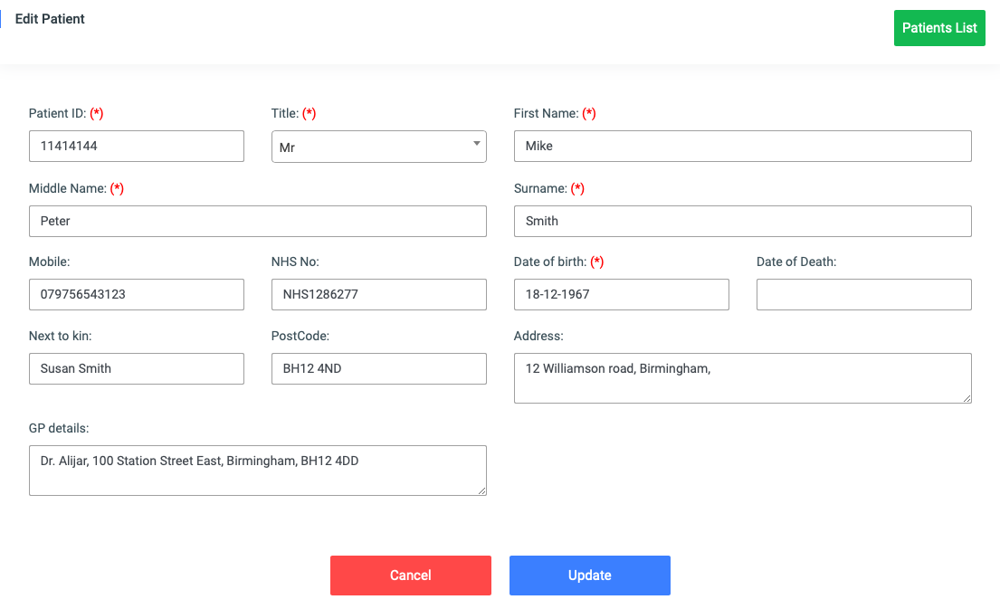 Edit Patient
Patients List
Patient ID: (*)
Title: (*)
First Name: (*)
11414144
Mr
Mike
Middle Name: (*)
Surname: (*)
Peter
Smith
Mobile:
NHS No:
Date of birth: (*)
Date of Death:
079756543123
NHS1286277
18-12-1967
Next to kin:
PostCode:
Address:
Susan Smith
BH12 4ND
12 Williamson road, Birmingham,
GP details:
Dr. Alijar, 100 Station Street East, Birmingham, BH12 4DD
Cancel
Update